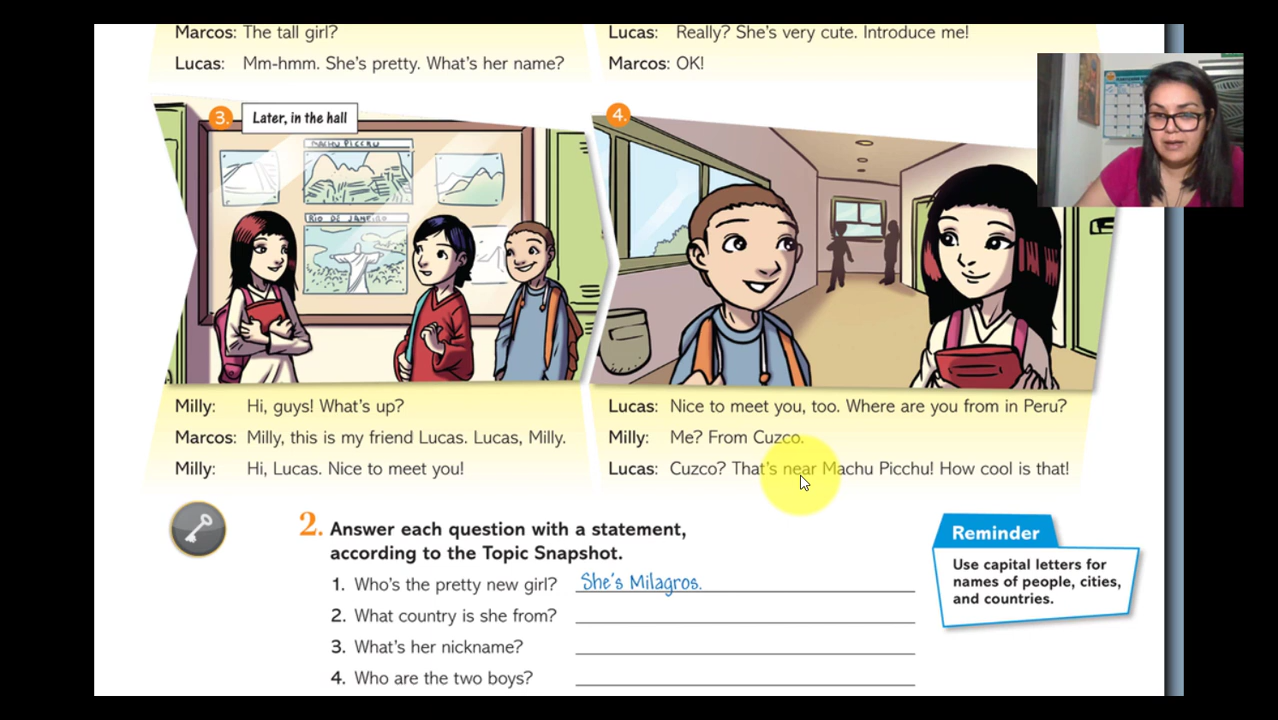 Marcos: The tall girl?
Lucas: Mm-hmm. She's pretty. What's her name?
Lucas: Really? She's very cute. Introduce me!
Marcos: OK!
3. Later, in the hall
MACHU PICCHU
RIO DE JANEIRO
Milly: Hi, guys! What's up?
Marcos: Milly, this is my friend Lucas. Lucas, Milly.
Milly: Hi, Lucas. Nice to meet you!
4.
Lucas: Nice to meet you, too. Where are you from in Peru?
Milly: Me? From Cuzco.
Lucas: Cuzco? That's near Machu Picchu! How cool is that!
2. Answer each question with a statement,
according to the Topic Snapshot.
1. Who's the pretty new girl? She's Milagros.
2. What country is she from?
3. What's her nickname?
4. Who are the two boys?
Reminder
Use capital letters for
names of people, cities,
and countries.